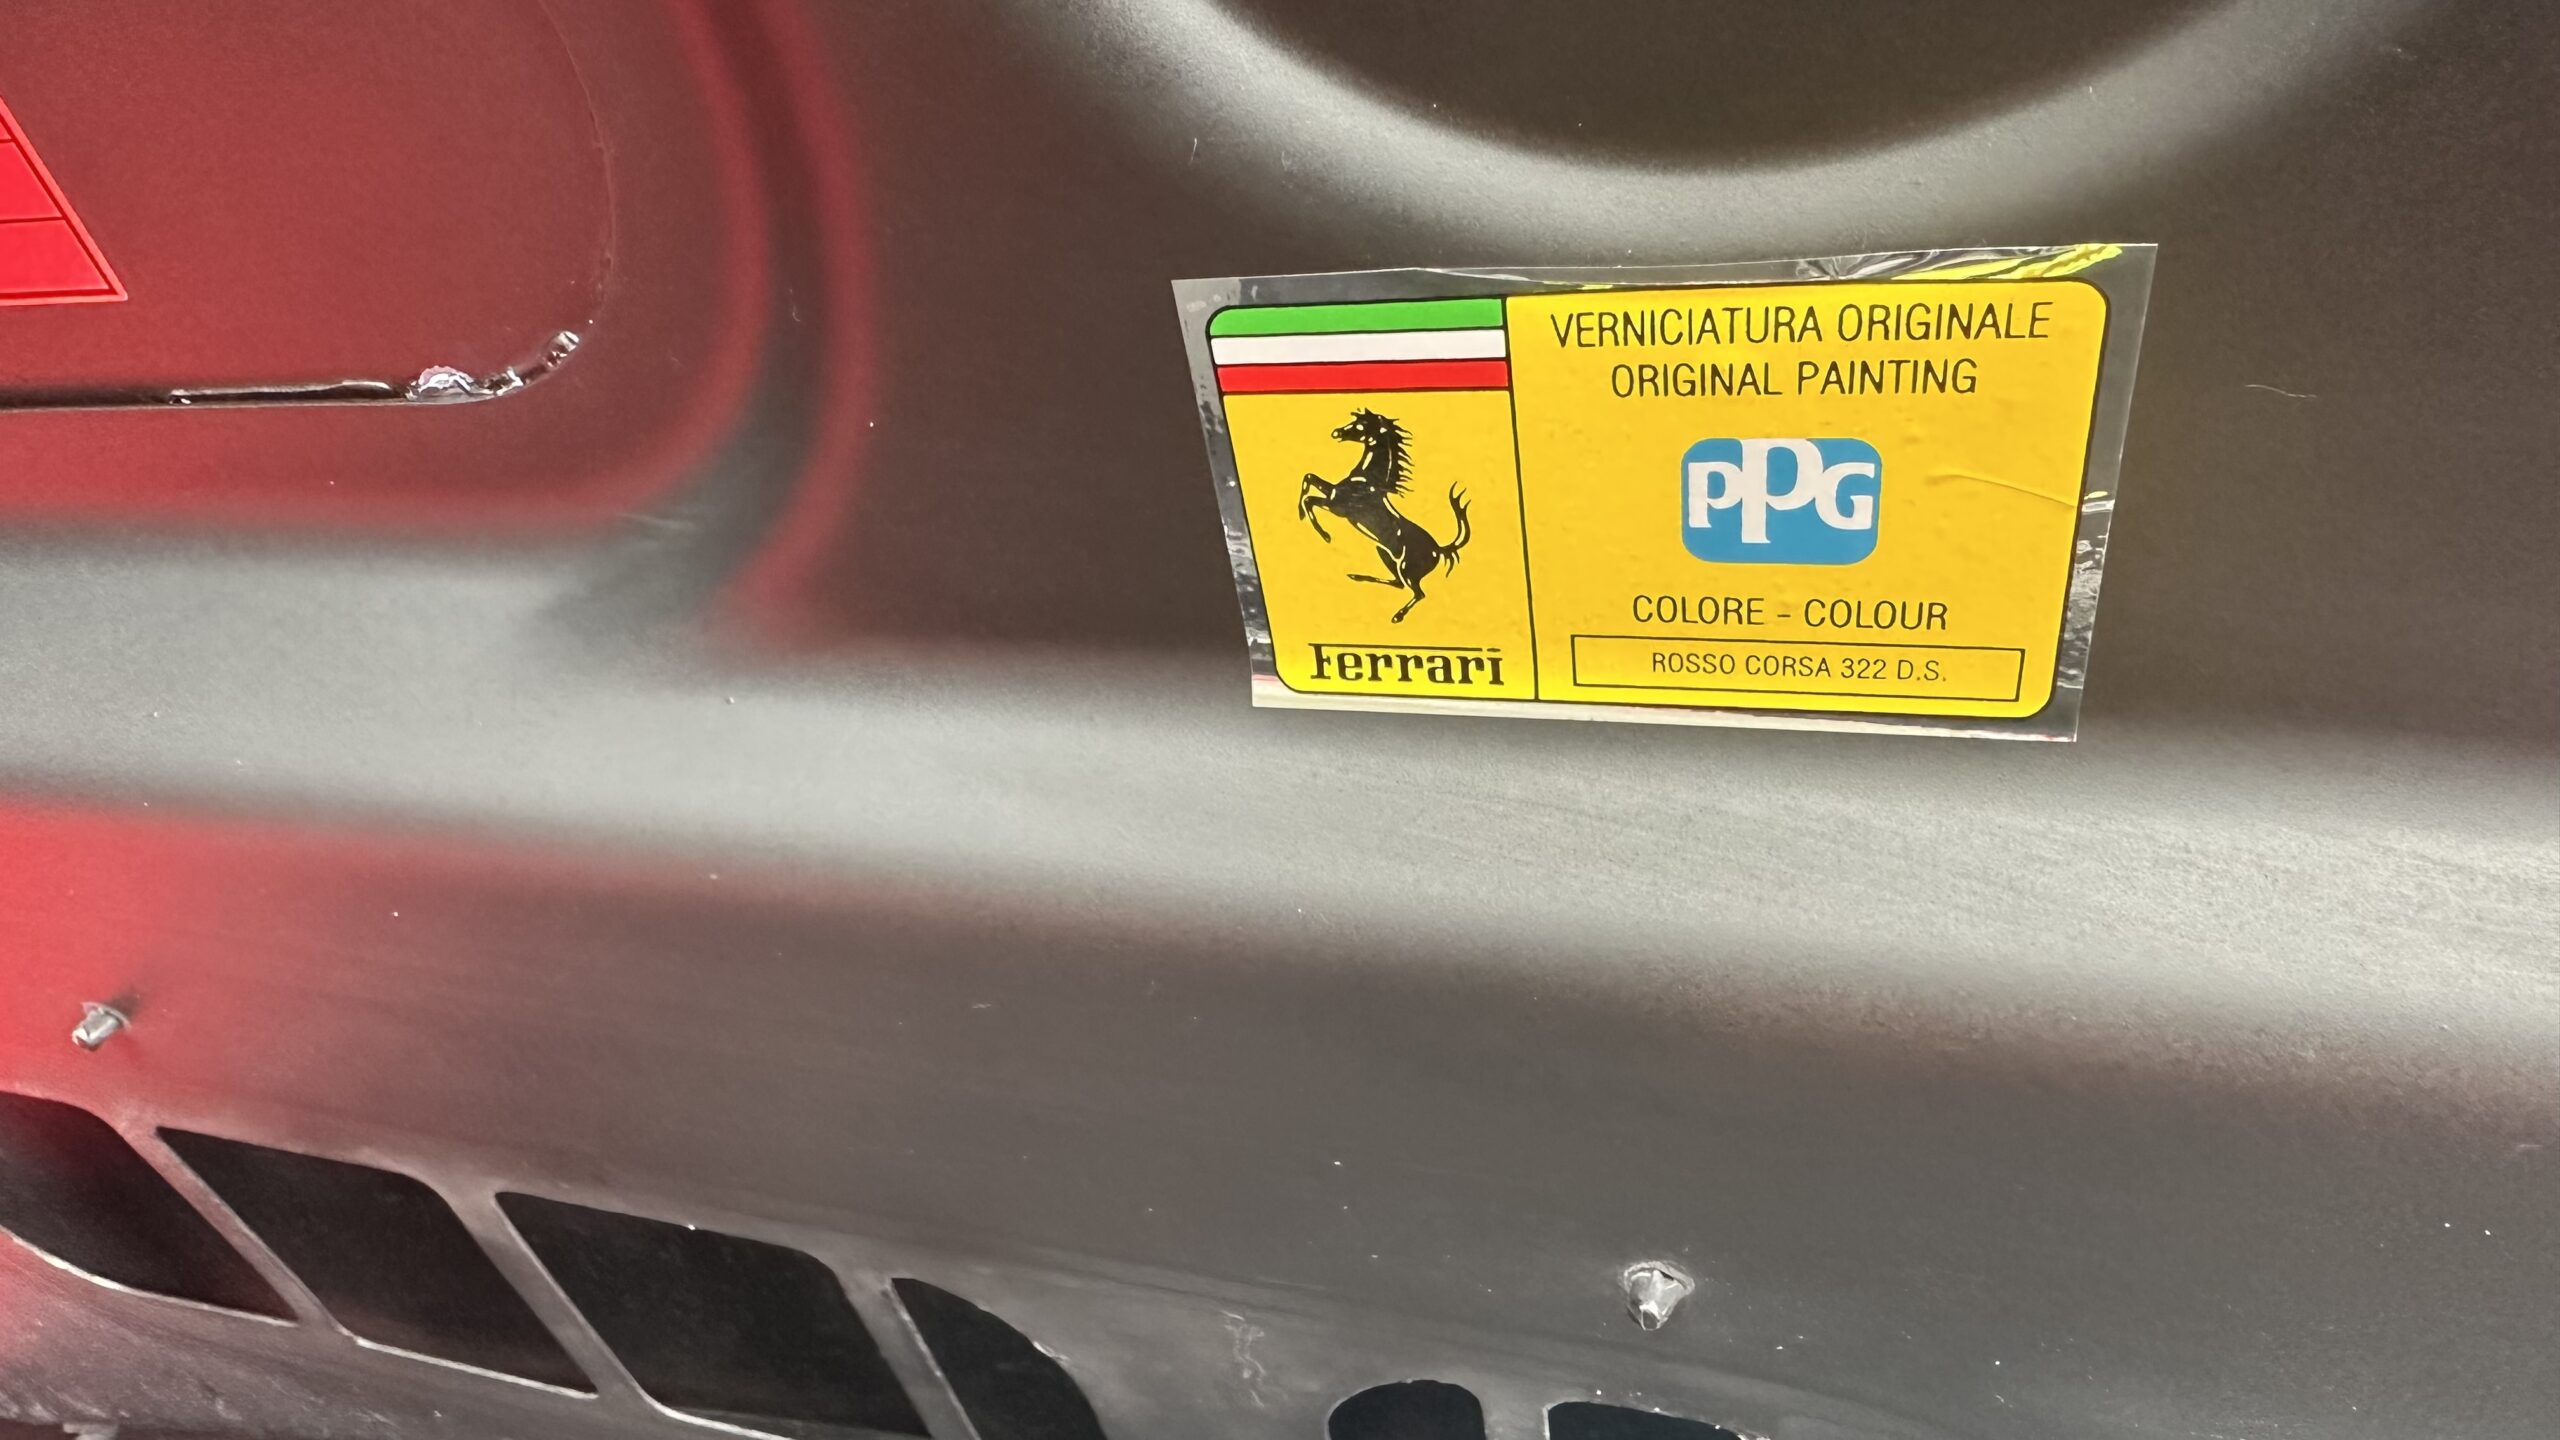 VERNICIATURA ORIGINALE
ORIGINAL PAINTING
PPG
COLORE - COLOUR
ROSSO CORSA 322 D.S.
Ferrari